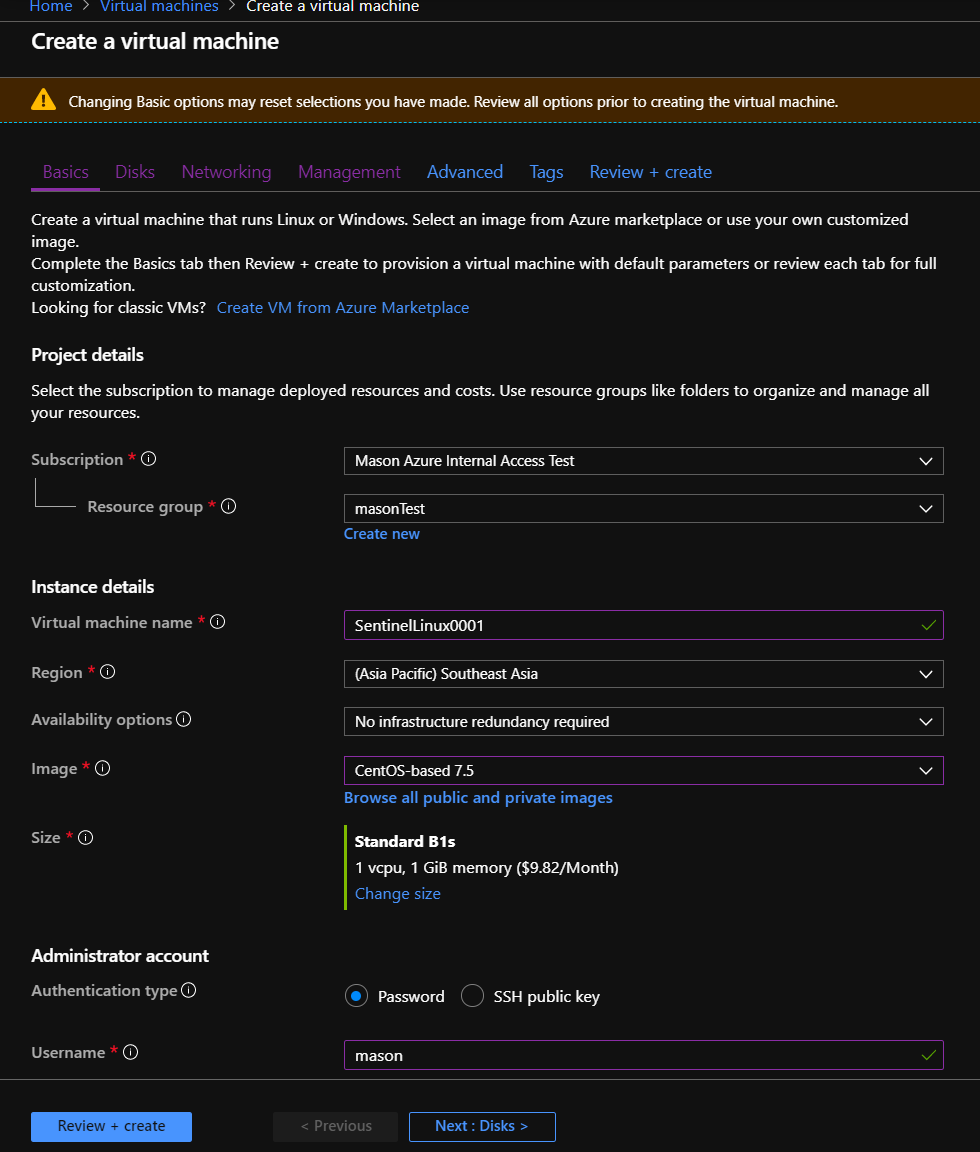 Home > Virtual machines > Create a virtual machine
Create a virtual machine
Changing Basic options may reset selections you have made. Review all options prior to creating the virtual machine.
Basics Disks Networking Management Advanced Tags Review + create
Create a virtual machine that runs Linux or Windows. Select an image from Azure marketplace or use your own customized
image.
Complete the Basics tab then Review + create to provision a virtual machine with default parameters or review each tab for full
customization.
Looking for classic VMs? Create VM from Azure Marketplace
Project details
Select the subscription to manage deployed resources and costs. Use resource groups like folders to organize and manage all
your resources.
Subscription * Mason Azure Internal Access Test
Resource group * masonTest
Create new
Instance details
Virtual machine name * SentinelLinux0001
Region * (Asia Pacific) Southeast Asia
Availability options No infrastructure redundancy required
Image * CentOS-based 7.5
Browse all public and private images
Size * Standard B1s
1 vcpu, 1 GiB memory ($9.82/Month)
Change size
Administrator account
Authentication type Password SSH public key
Username * mason
Review + create < Previous Next : Disks >